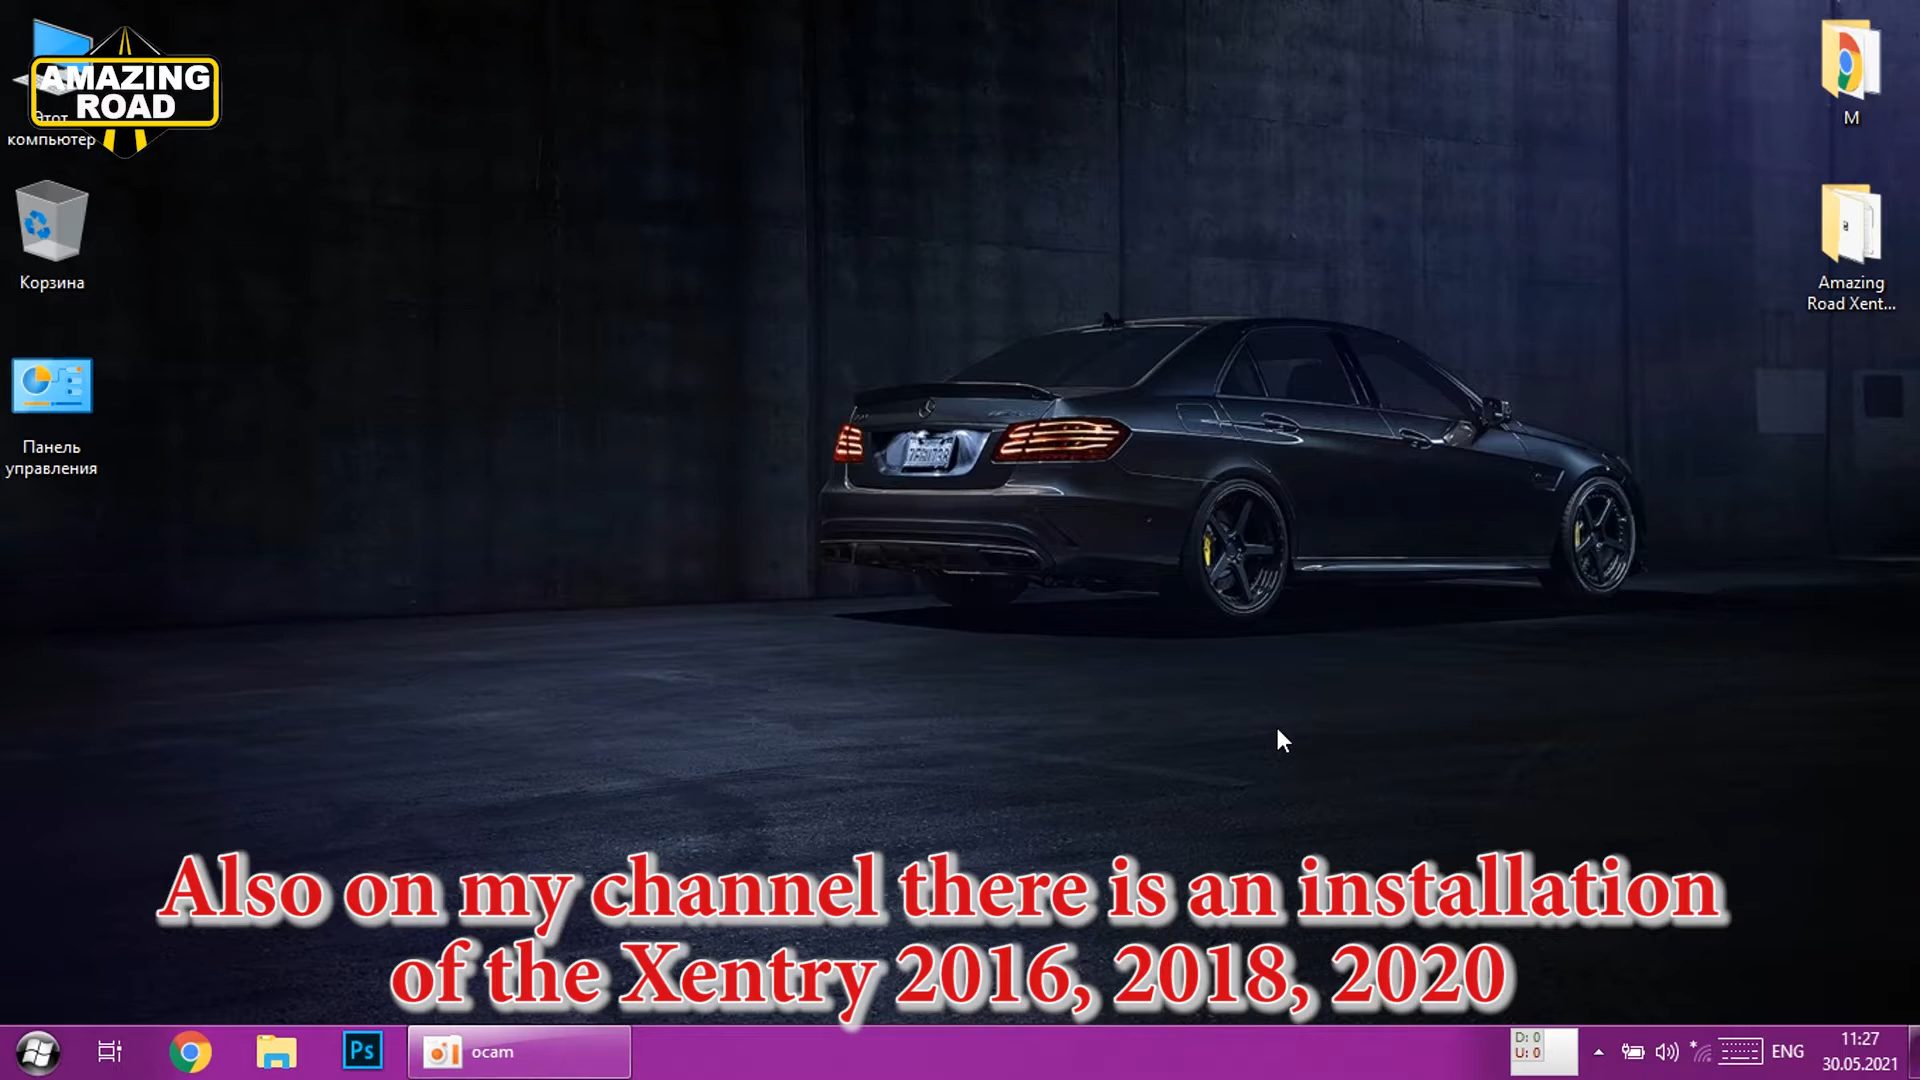 AMAZING
ROAD
Этот
компьютер
Корзина
Панель
управления
M
Amazing
Road Xent...
Also on my channel there is an installation
of the Xentry 2016, 2018, 2020
Ps
ocam
D: 0
U: 0
ENG
11:27
30.05.2021